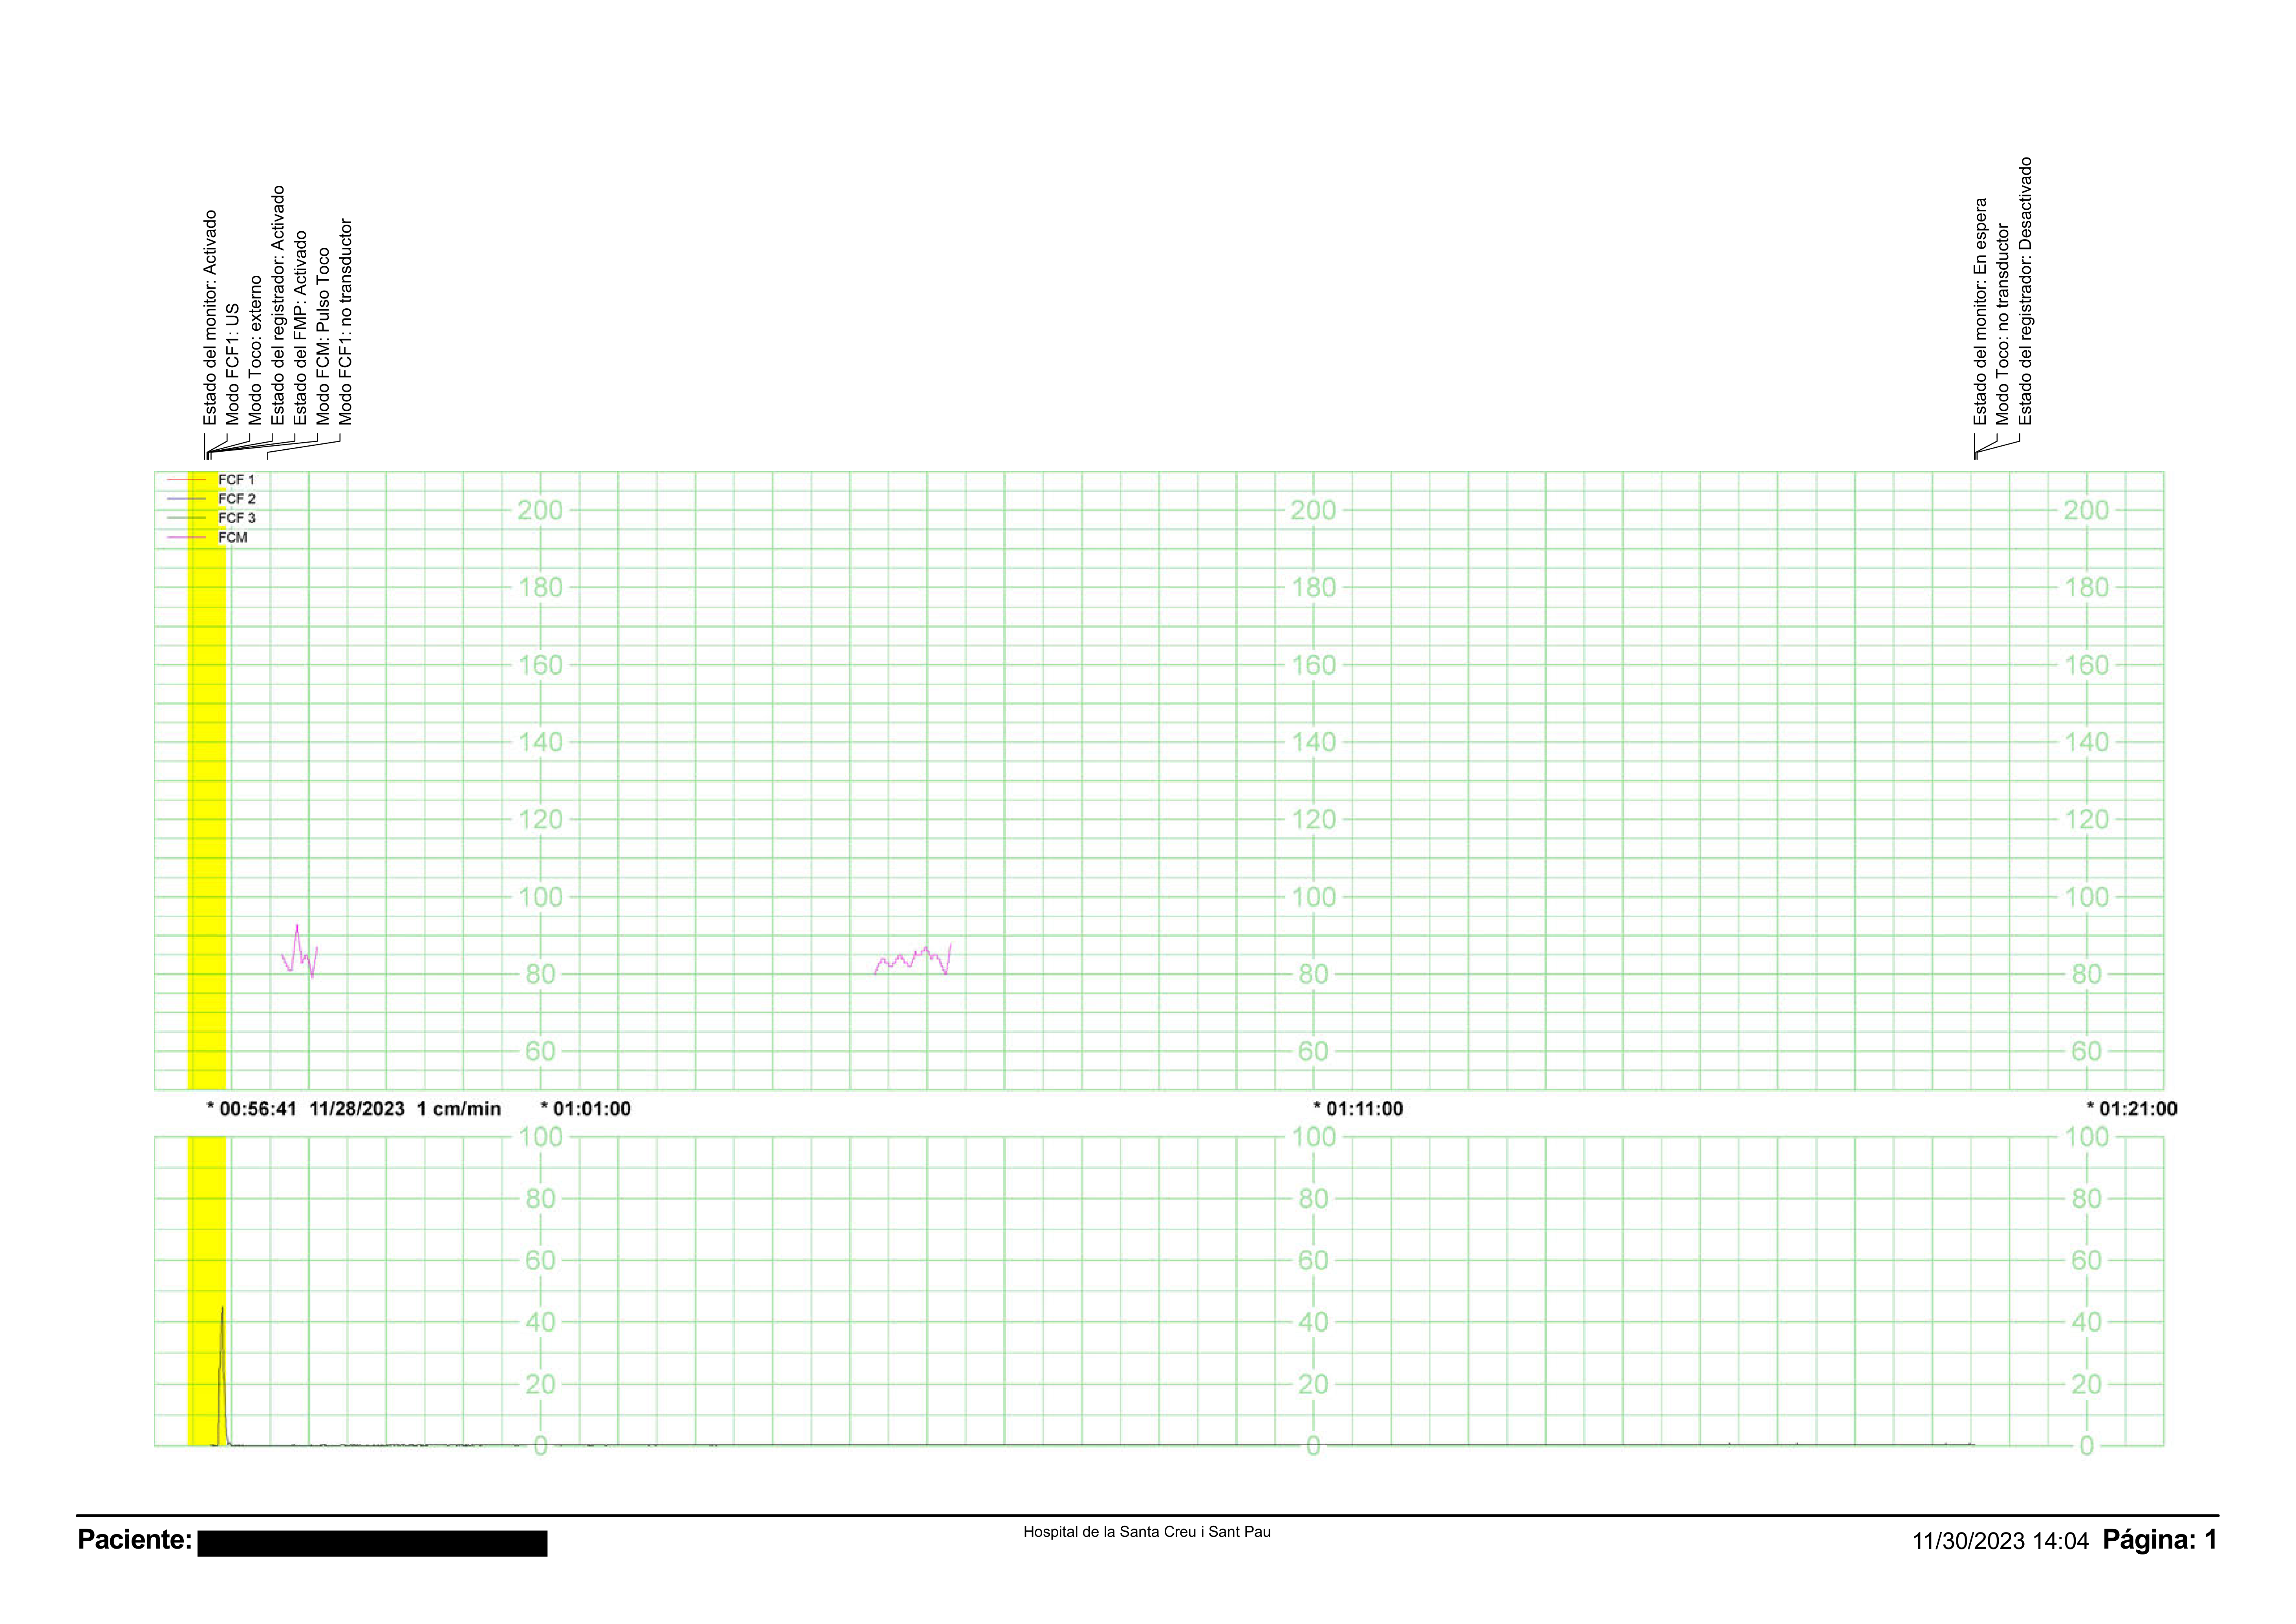 Estado del monitor: Activado
Modo FCF1: US
Modo Toco: externo
Estado del registrador: Activado
Estado del FMP: Activado
Modo FCM: Pulso Toco
Modo FCF1: no transductor
Estado del monitor: En espera
Modo Toco: no transductor
Estado del registrador: Desactivado
FCF 1
FCF 2
FCF 3
FCM
200 200 200
180 180 180
160 160 160
140 140 140
120 120 120
100 100 100
80 80 80
60 60 60
* 00:56:41 11/28/2023 1 cm/min * 01:01:00 * 01:11:00 * 01:21:00
100 100 100
80 80 80
60 60 60
40 40 40
20 20 20
0 0 0
Paciente: Hospital de la Santa Creu i Sant Pau 11/30/2023 14:04 Página: 1